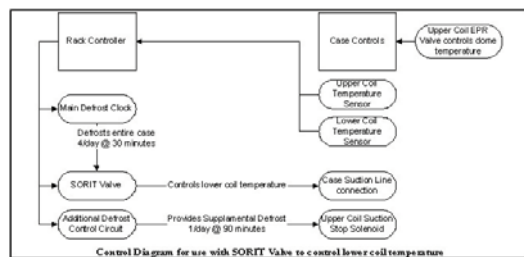 Rack Controller
Case Controls
Upper Coil EPR
Valve controls dome
temperature
Upper Coil
Temperature
Sensor
Lower Coil
Temperature
Sensor
Main Defrost Clock
Defrosts entire case
4/day @ 30 minutes
SORIT Valve
Controls lower coil temperature
Case Suction Line
connection
Additional Defrost
Control Circuit
Provides Supplamental Defrost
1/day @ 90 minutes
Upper Coil Suction
Stop Solenoid
Control Diagram for use with SORIT Valve to control lower coil temperature